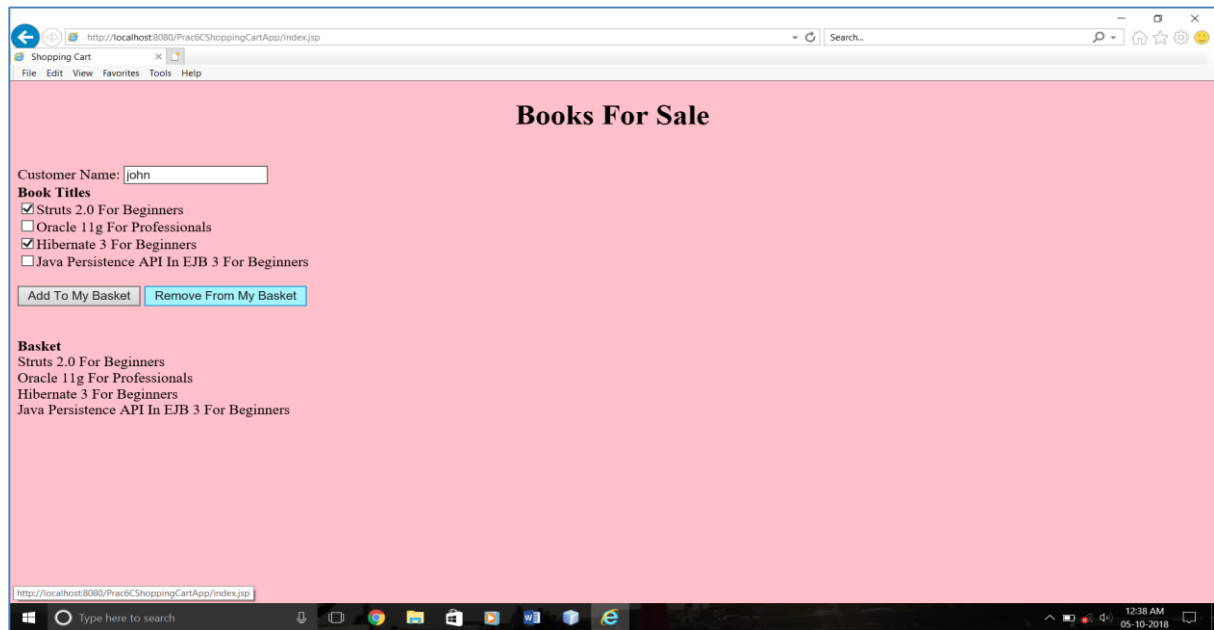 http://localhost:8080/Prac6CShoppingCartApp/index.jsp
Search...
Shopping Cart
File Edit View Favorites Tools Help
Books For Sale
Customer Name: john
Book Titles
Struts 2.0 For Beginners
Oracle 11g For Professionals
Hibernate 3 For Beginners
Java Persistence API In EJB 3 For Beginners
Add To My Basket Remove From My Basket
Basket
Struts 2.0 For Beginners
Oracle 11g For Professionals
Hibernate 3 For Beginners
Java Persistence API In EJB 3 For Beginners
http://localhost:8080/Prac6CShoppingCartApp/index.jsp
Type here to search
12:38 AM
05-10-2018